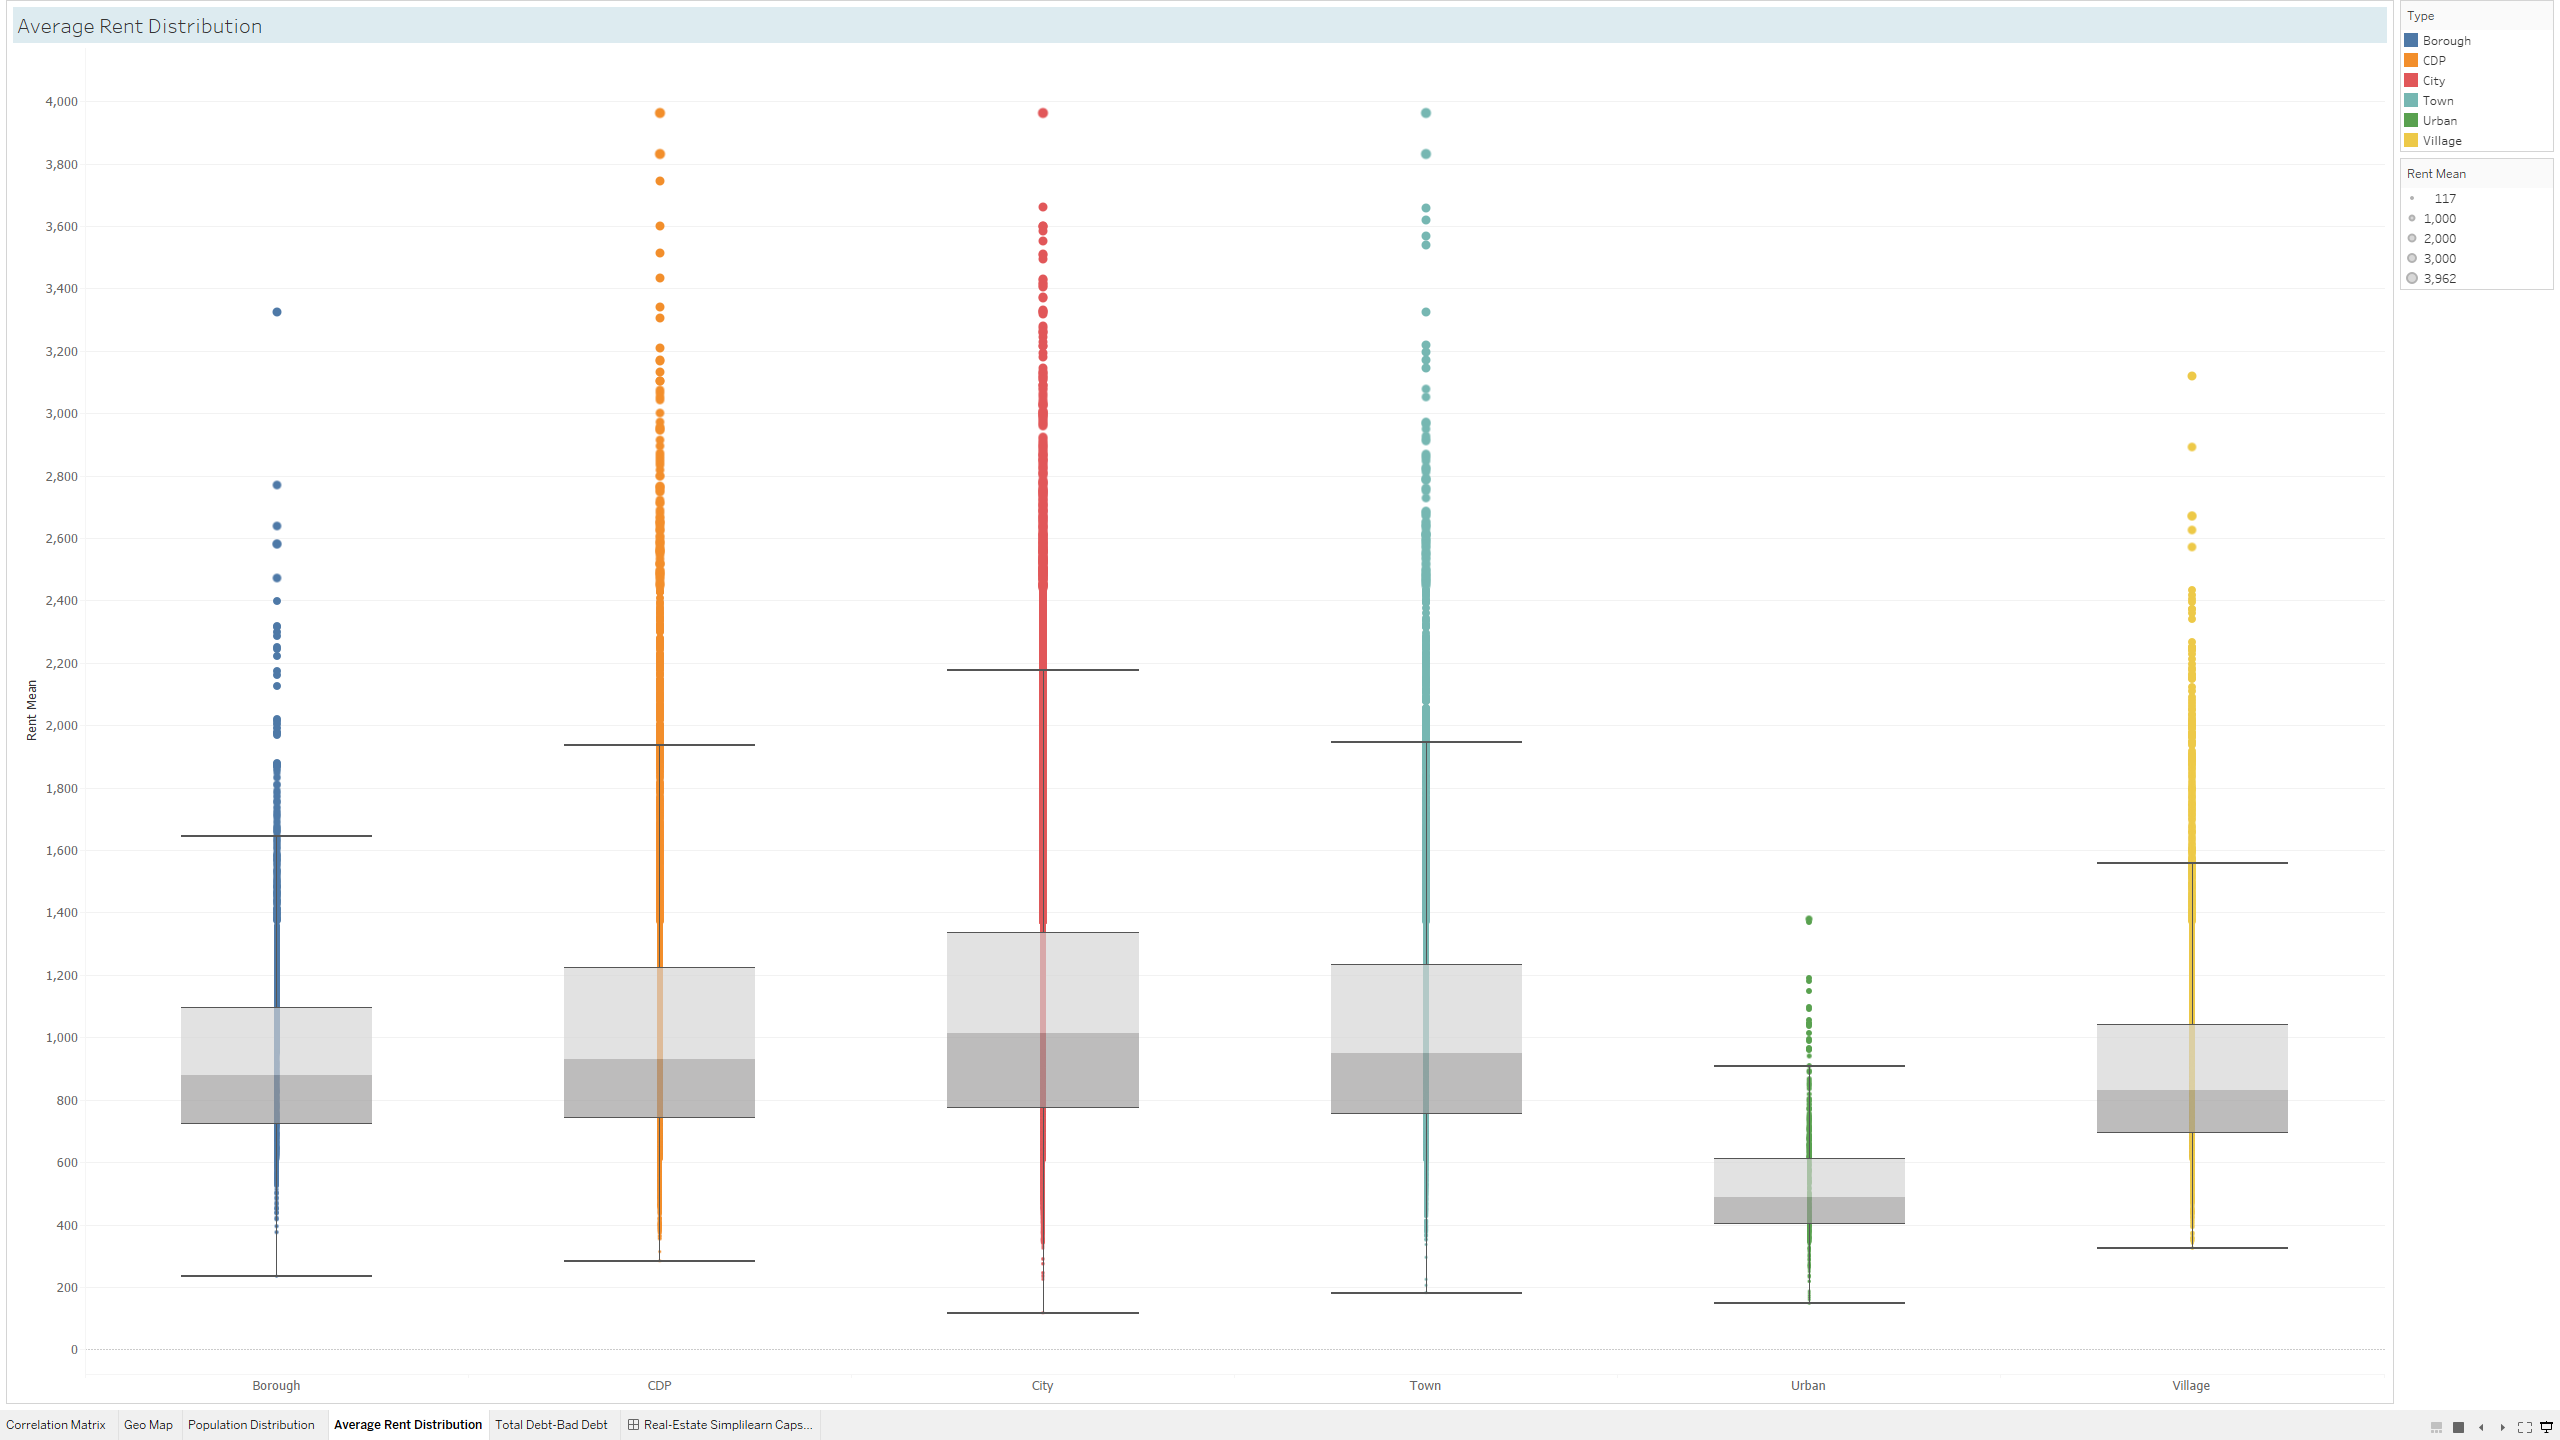 Average Rent Distribution
Type
Borough
CDP
City
Town
Urban
Village
Rent Mean
117
1,000
2,000
3,000
3,962
Rent Mean
4,000
3,800
3,600
3,400
3,200
3,000
2,800
2,600
2,400
2,200
2,000
1,800
1,600
1,400
1,200
1,000
800
600
400
200
0
Borough CDP City Town Urban Village
Correlation Matrix Geo Map Population Distribution Average Rent Distribution Total Debt-Bad Debt Real-Estate Simplilearn Caps...